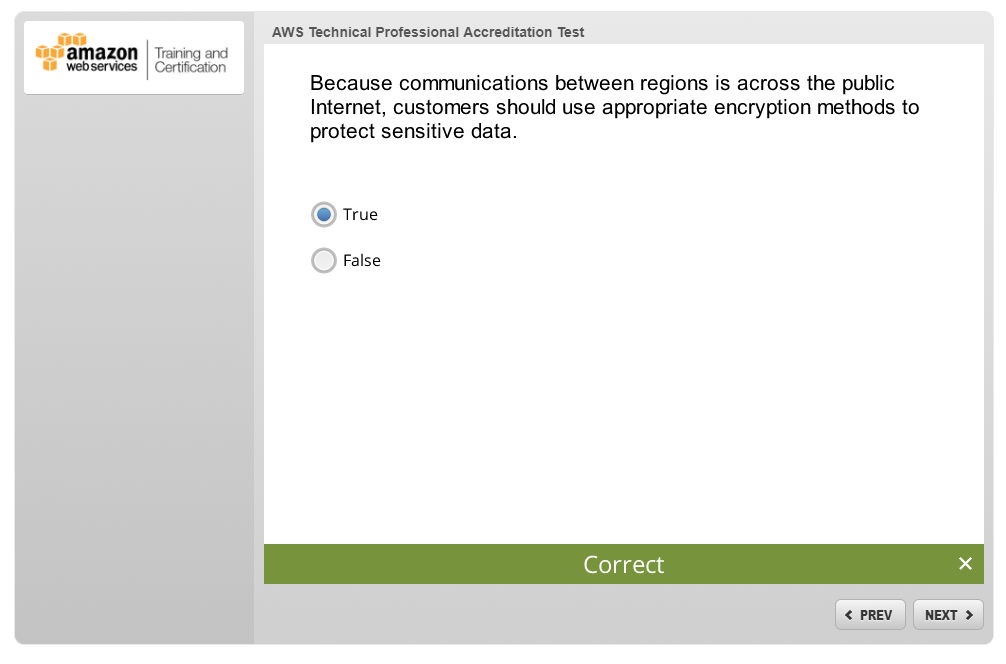 amazon
webservices
Training and
Certification
AWS Technical Professional Accreditation Test
Because communications between regions is across the public
Internet, customers should use appropriate encryption methods to
protect sensitive data.
True
False
Correct
PREV
NEXT